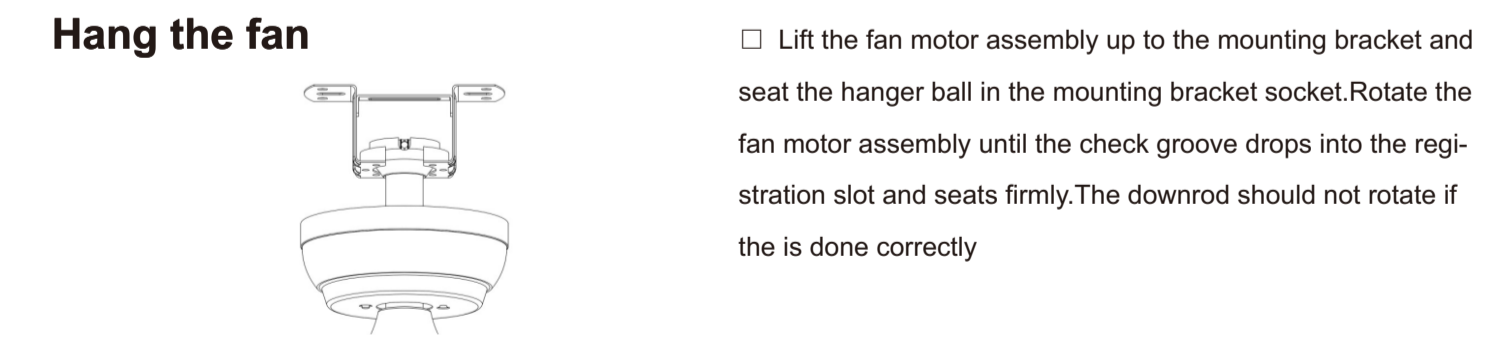 Hang the fan
☐ Lift the fan motor assembly up to the mounting bracket and
seat the hanger ball in the mounting bracket socket.Rotate the
fan motor assembly until the check groove drops into the regi-
stration slot and seats firmly.The downrod should not rotate if
the is done correctly